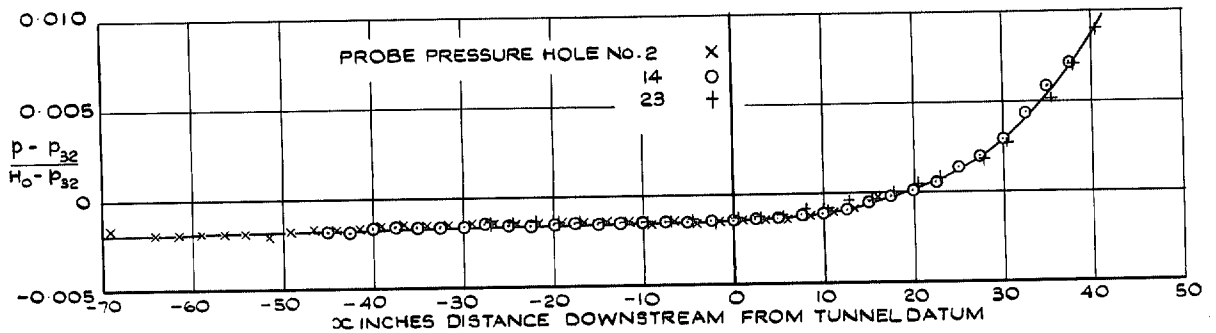 0·010
PROBE PRESSURE HOLE No. 2 ×
14 ⊙
23 +
0·005
p - p32
H0 - p32
0
-0·005
-70 -60 -50 -40 -30 -20 -10 0 10 20 30 40 50
x INCHES DISTANCE DOWNSTREAM FROM TUNNEL DATUM